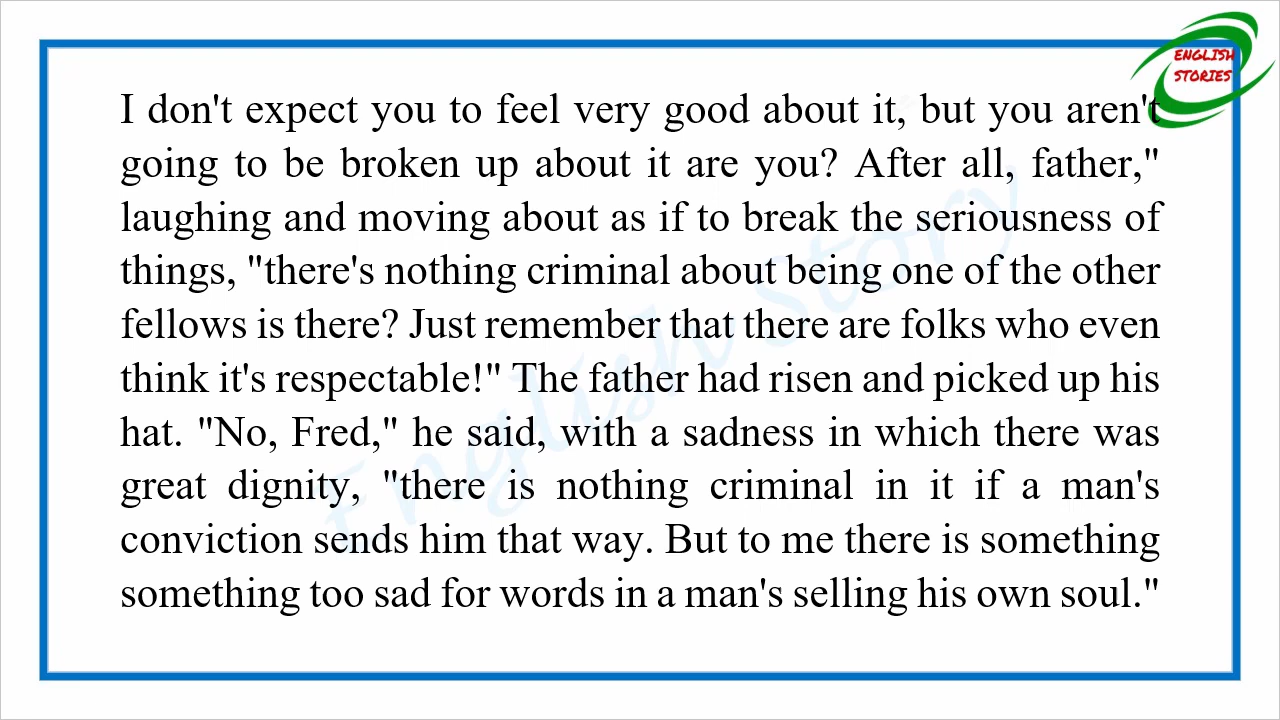 ENGLISH
STORIES
I don't expect you to feel very good about it, but you aren't
going to be broken up about it are you? After all, father,"
laughing and moving about as if to break the seriousness of
things, "there's nothing criminal about being one of the other
fellows is there? Just remember that there are folks who even
think it's respectable!" The father had risen and picked up his
hat. "No, Fred," he said, with a sadness in which there was
great dignity, "there is nothing criminal in it if a man's
conviction sends him that way. But to me there is something
something too sad for words in a man's selling his own soul."
English Story